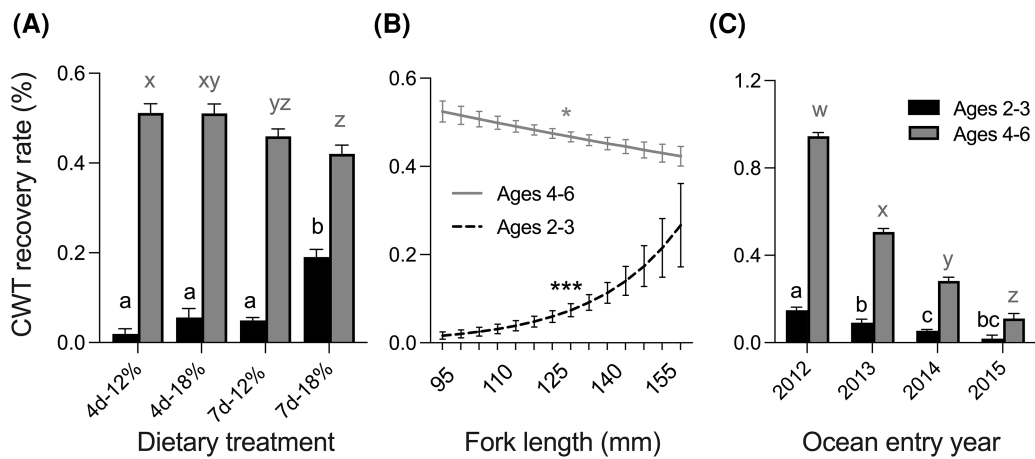 (A)
CWT recovery rate (%)
0.6
0.4
0.2
0.0
x
xy
yz
z
a
a
a
b
4d-12%
4d-18%
7d-12%
7d-18%
Dietary treatment
(B)
0.6
0.4
0.2
0.0
*
Ages 4-6
Ages 2-3
***
95
110
125
140
155
Fork length (mm)
(C)
1.2
0.8
0.4
0.0
Ages 2-3
Ages 4-6
w
x
y
z
a
b
c
bc
2012
2013
2014
2015
Ocean entry year